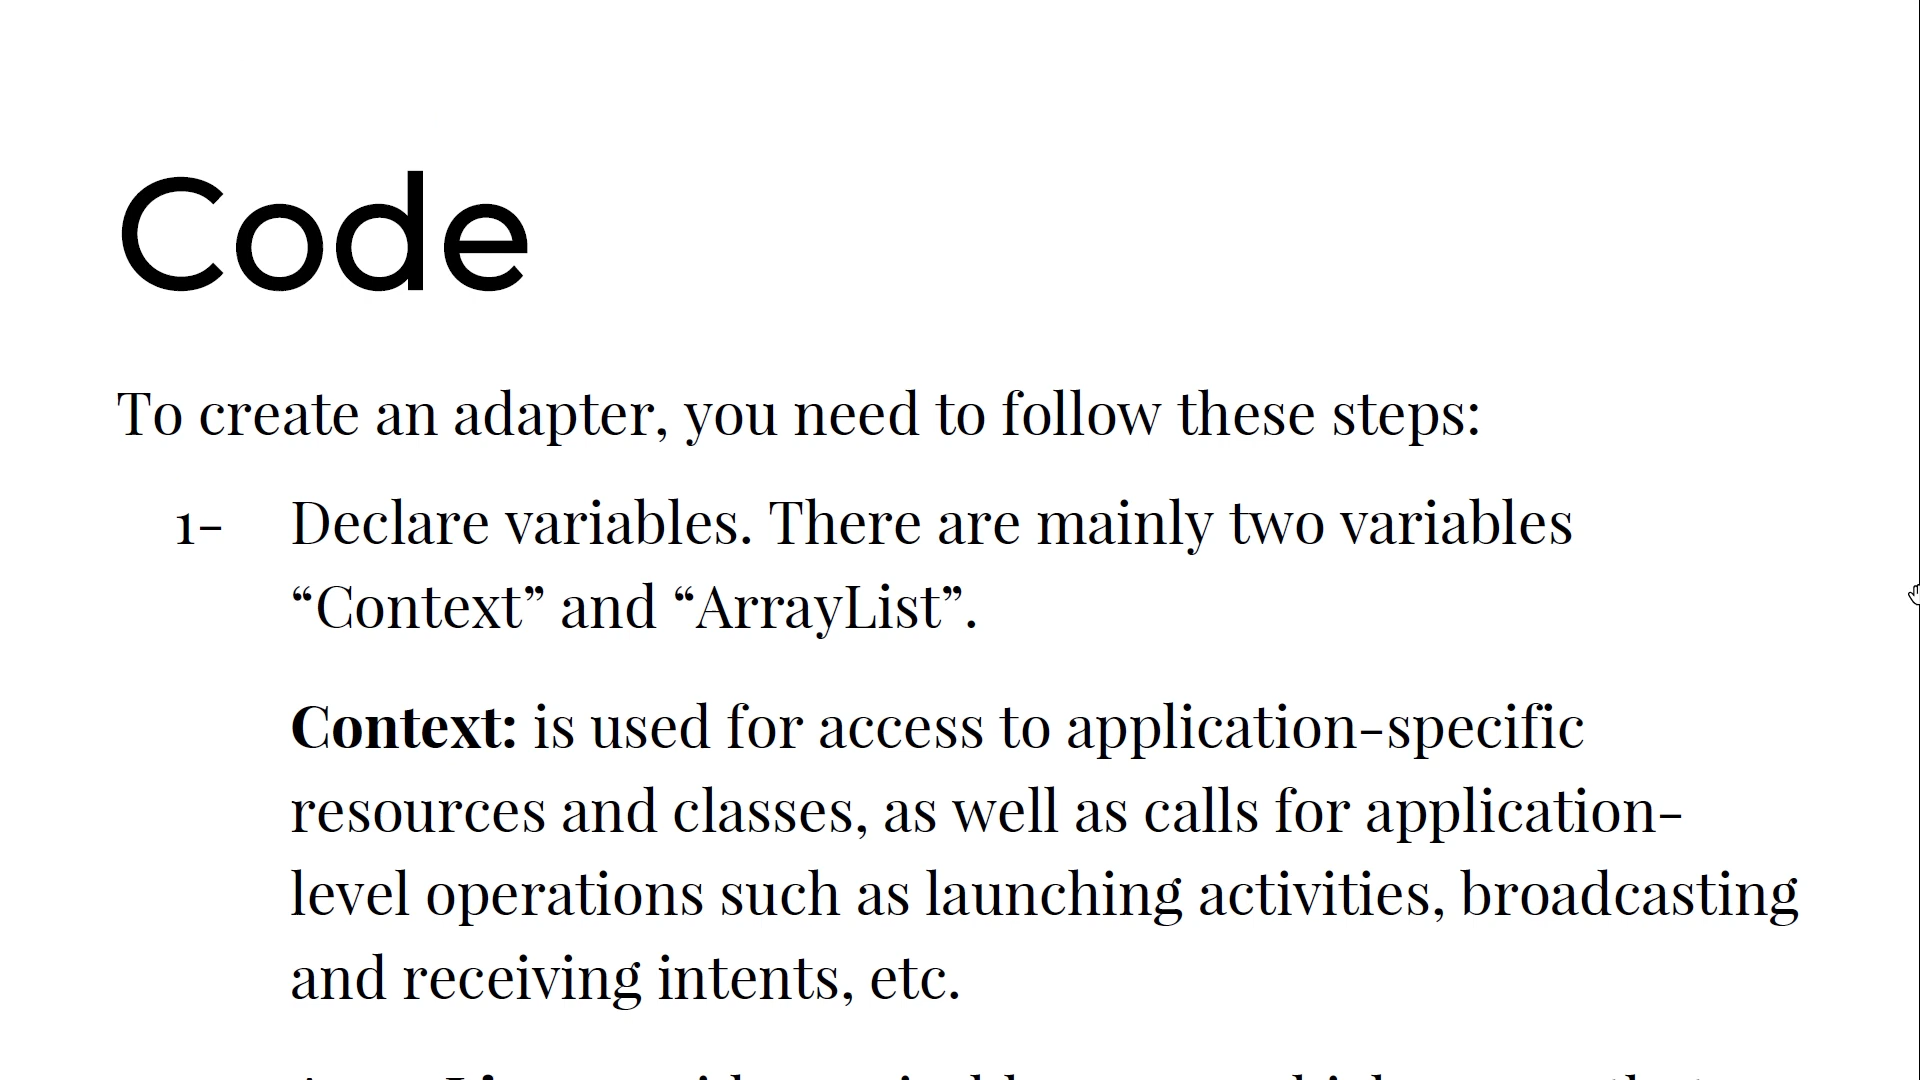 Code
To create an adapter, you need to follow these steps:
1- Declare variables. There are mainly two variables
“Context” and “ArrayList”.
Context: is used for access to application-specific
resources and classes, as well as calls for application-
level operations such as launching activities, broadcasting
and receiving intents, etc.